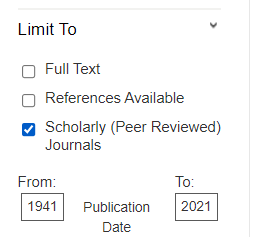 Limit To
Full Text
References Available
Scholarly (Peer Reviewed)
Journals
From: To:
1941 Publication 2021
Date